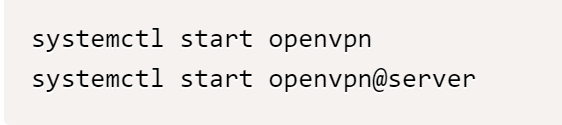 systemctl start openvpn
systemctl start openvpn@server